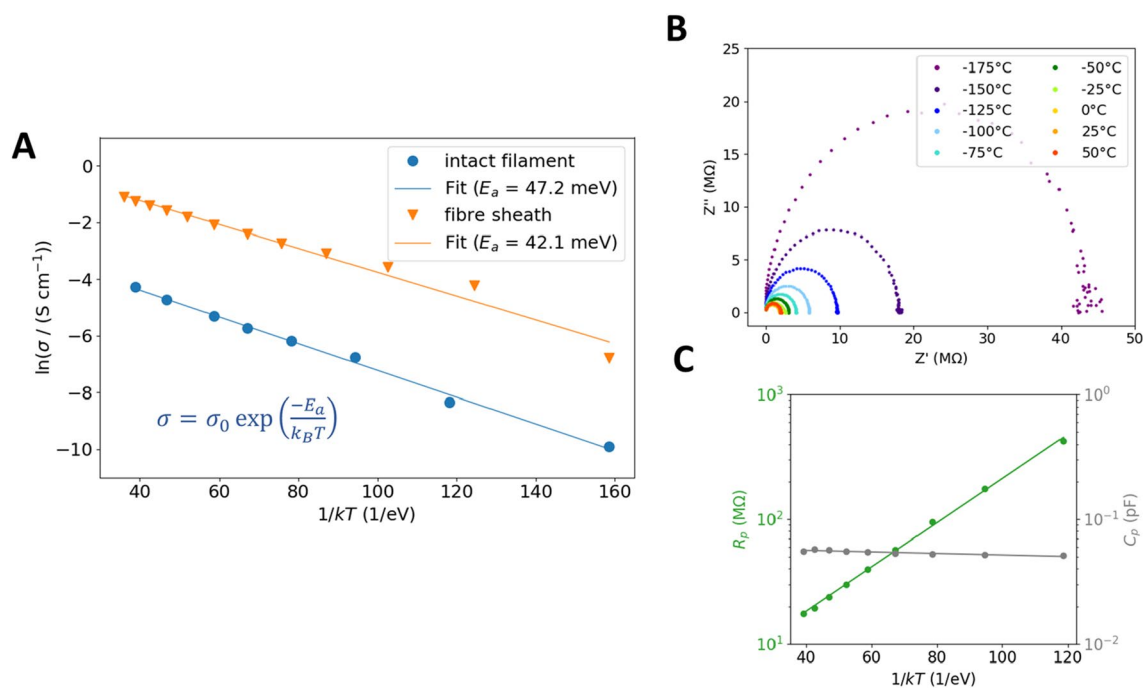 A
ln(σ / (S cm⁻¹))
0
−2
−4
−6
−8
−10
intact filament
Fit (Eₐ = 47.2 meV)
fibre sheath
Fit (Eₐ = 42.1 meV)
σ = σ₀ exp(−Eₐ/k_BT)
40 60 80 100 120 140 160
1/kT (1/eV)
B
Z'' (MΩ)
25
20
15
10
5
0
-175°C -50°C
-150°C -25°C
-125°C 0°C
-100°C 25°C
-75°C 50°C
0 10 20 30 40 50
Z' (MΩ)
C
Rₚ (MΩ)
10³
10²
10¹
10⁰
10⁻¹
10⁻²
Cₚ (pF)
40 60 80 100 120
1/kT (1/eV)